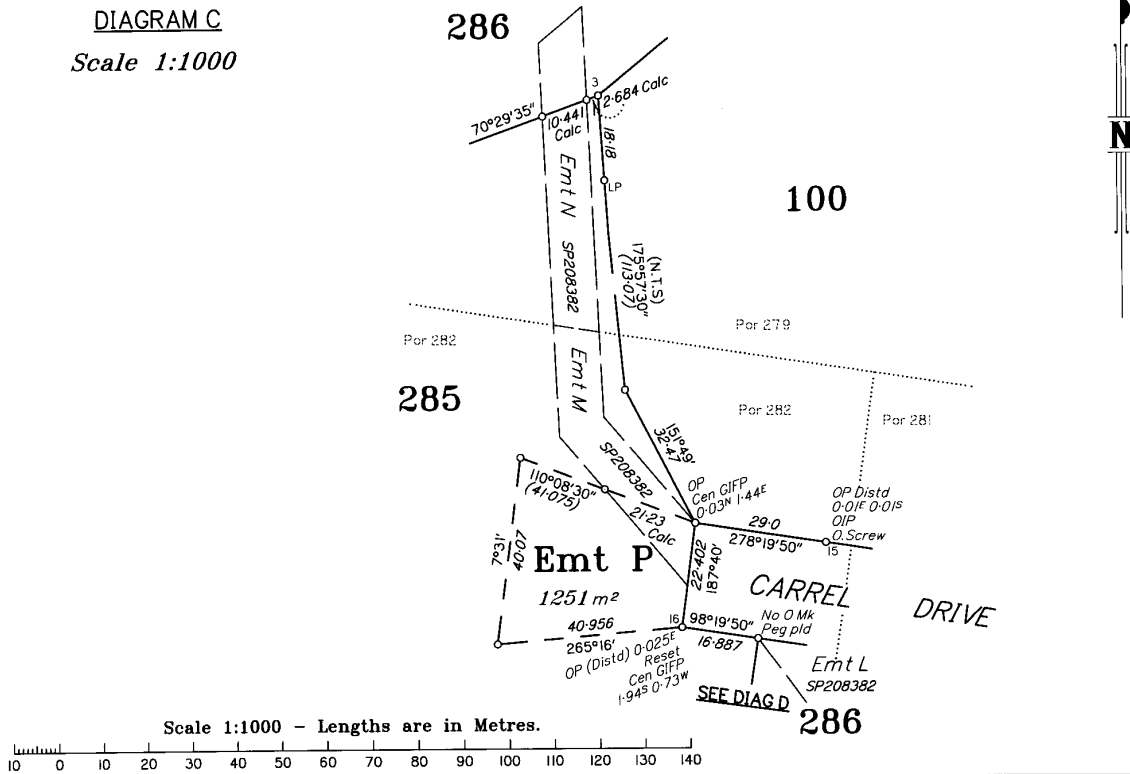 DIAGRAM C
Scale 1:1000
286
N
3
2·684 Calc
70°29'35"
10·441
Calc
18·18
LP
100
Emt N
SP208382
(N.T.S)
175°57'30"
(113·07)
Por 279
Por 282
Emt M
285
Por 282
Por 281
151°49'
32·47
SP208382
110°08'30"
(41·075)
21·23
Calc
OP
Cen GIFP
0·03N 1·44E
OP Distd
0·01E 0·01S
OIP
O.Screw
29·0
278°19'50"
15
7°31'
40·07
Emt P
1251 m²
22·402
187°40'
CARREL DRIVE
40·956
265°16'
16
98°19'50"
16·887
No O Mk
Peg pld
OP (Distd) 0·025E
Reset
Cen GIFP
1·94S 0·73W
Emt L
SP208382
SEE DIAG D
286
Scale 1:1000 – Lengths are in Metres.
10 0 10 20 30 40 50 60 70 80 90 100 110 120 130 140